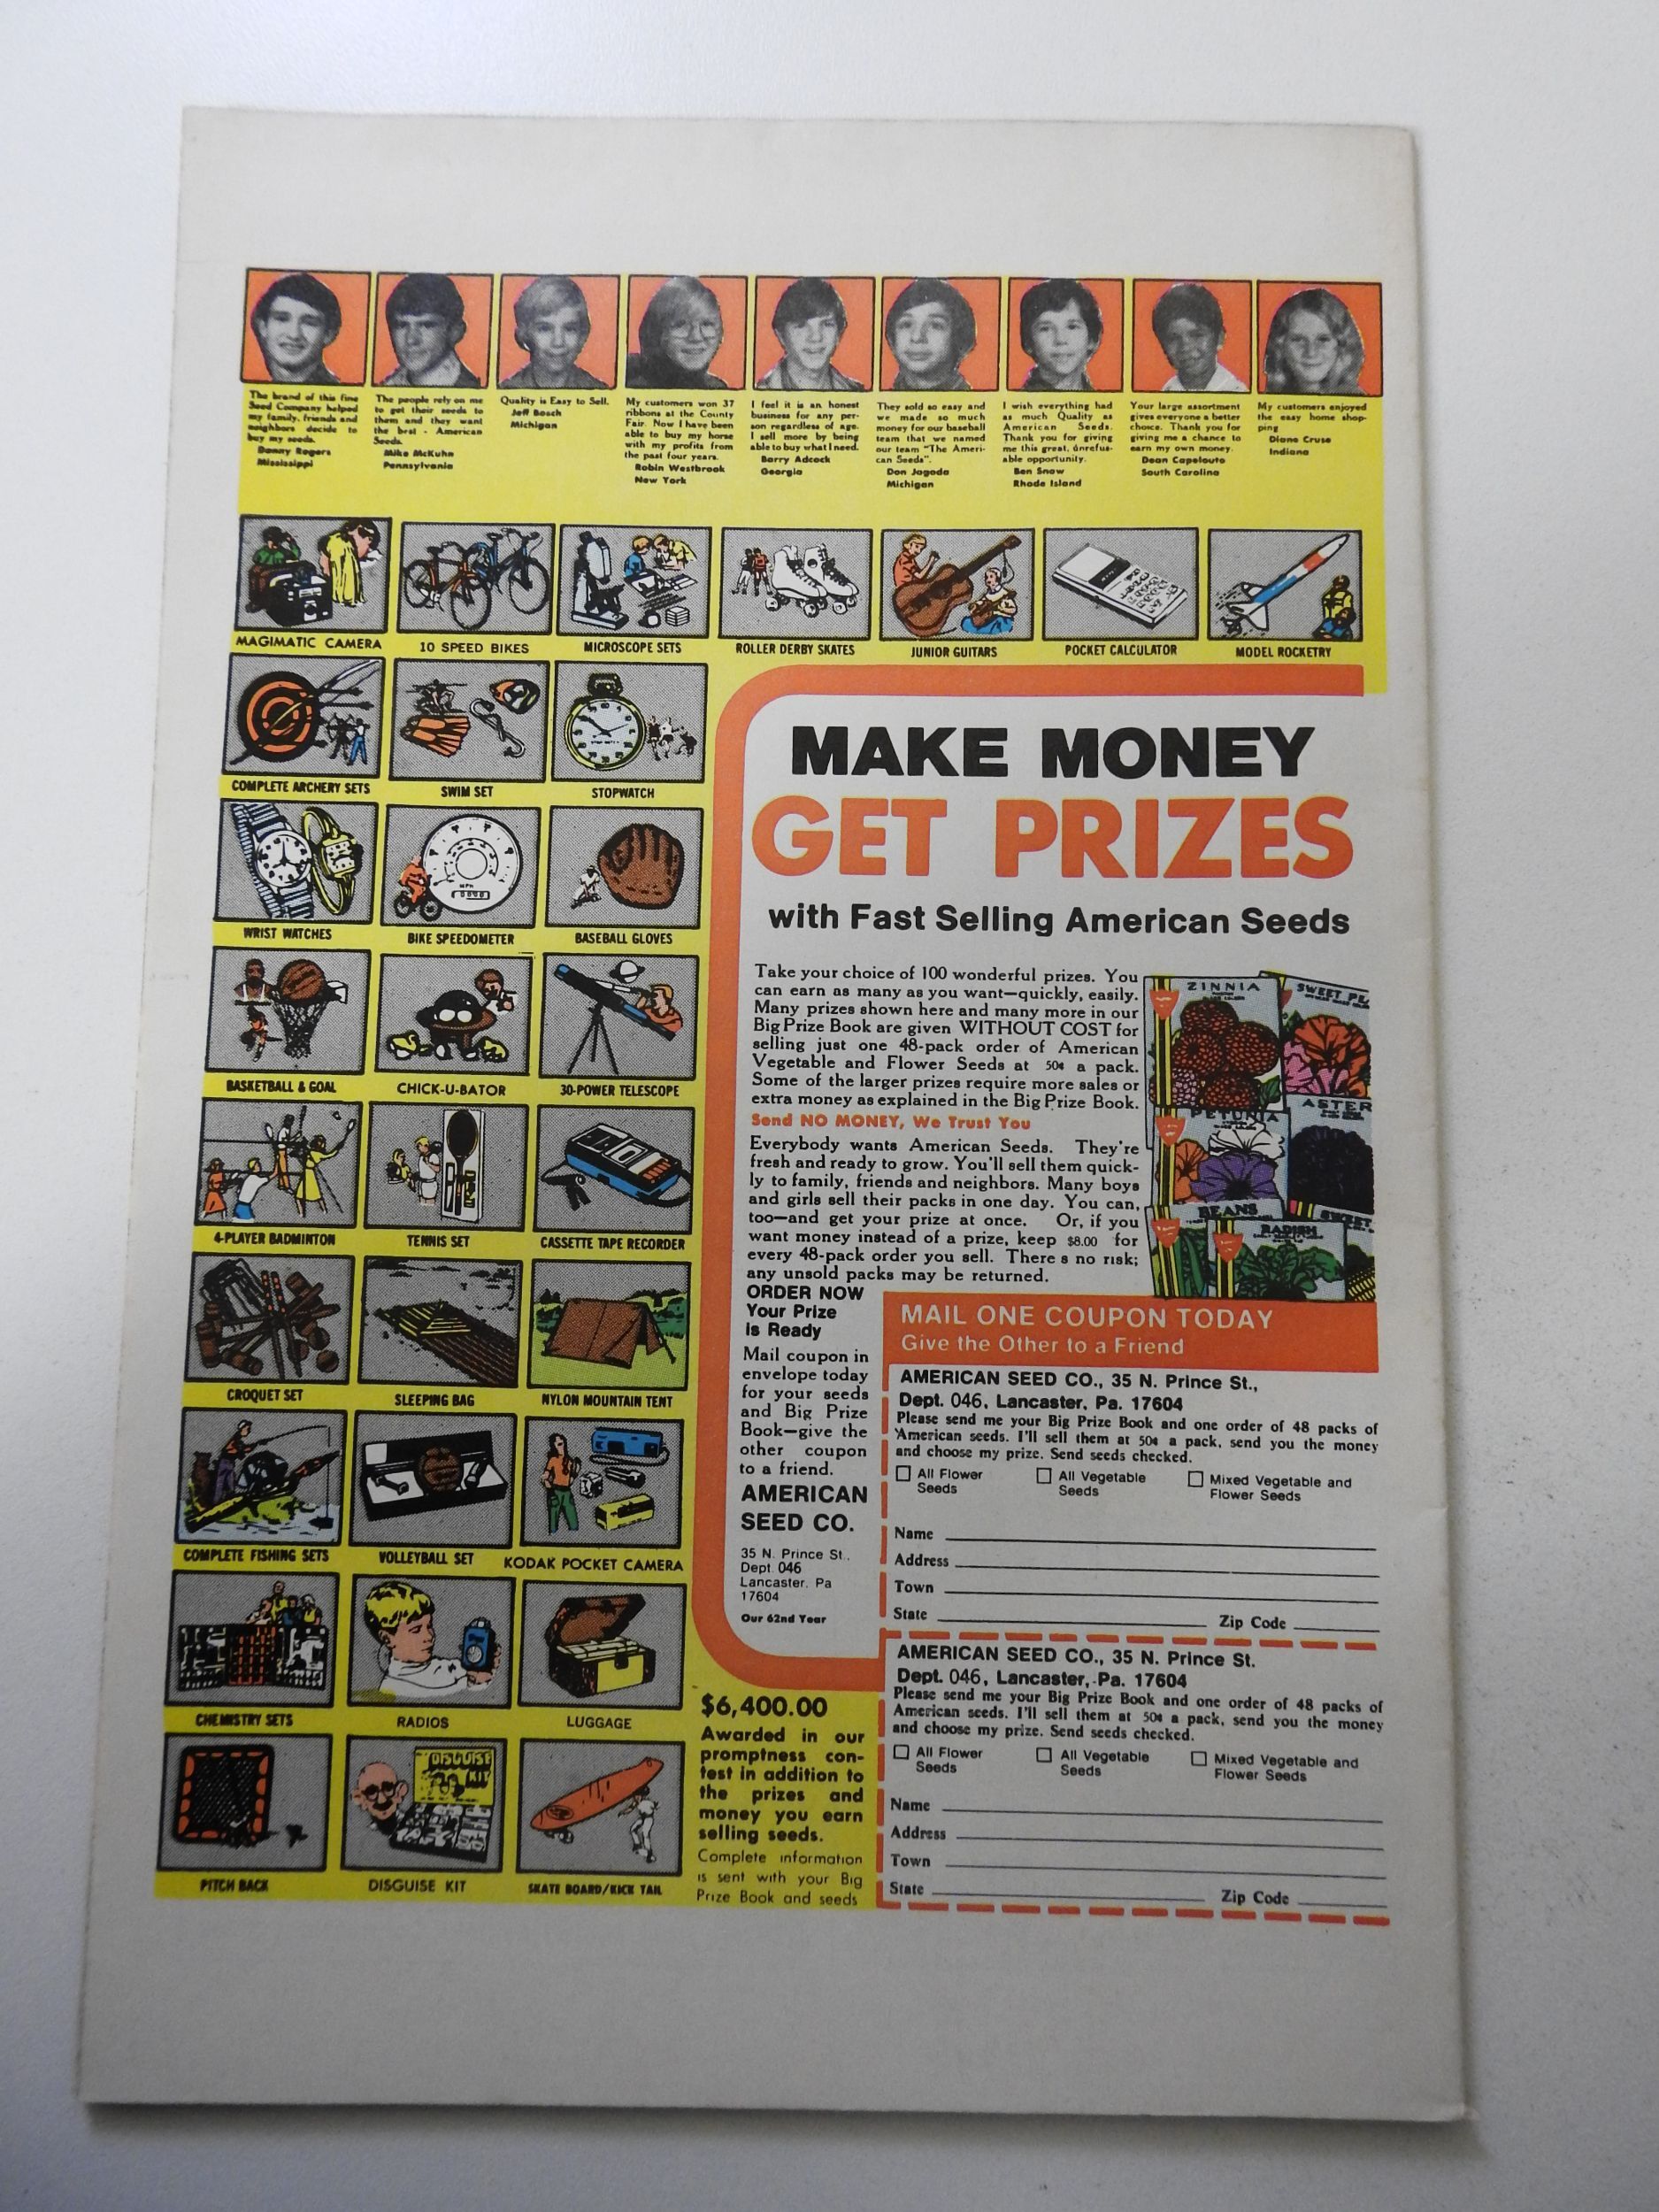 The brand of this fine
Seed Company helped
my family, friends and
neighbors decide to
buy my seeds.
Danny Rogers
Mississippi
The people rely on me
to get their seeds to
them and they want
the best - American
Seeds.
Mike McKuhn
Pennsylvania
Quality is Easy to Sell.
Jeff Bosch
Michigan
My customers won 37
ribbons at the County
Fair. Now I have been
able to buy my horse
with my profits from
the past four years.
Robin Westbrook
New York
I feel it is an honest
business for any per-
son regardless of age.
I sell more by being
able to buy what I need.
Barry Adcock
Georgia
They sold so easy and
we made so much
money for our baseball
team that we named
our team "The Ameri-
can Seeds".
Don Jagoda
Michigan
I wish everything had
as much Quality as
American Seeds.
Thank you for giving
me this great, unrefus-
able opportunity.
Ben Snow
Rhode Island
Your large assortment
gives everyone a better
choice. Thank you for
giving me a chance to
earn my own money.
Dean Capelouto
South Carolina
My customers enjoyed
the easy home shop-
ping
Diane Cruse
Indiana
MAGIMATIC CAMERA
10 SPEED BIKES
MICROSCOPE SETS
ROLLER DERBY SKATES
JUNIOR GUITARS
POCKET CALCULATOR
MODEL ROCKETRY
COMPLETE ARCHERY SETS
SWIM SET
STOPWATCH
WRIST WATCHES
MPH
BIKE SPEEDOMETER
BASEBALL GLOVES
BASKETBALL & GOAL
CHICK-U-BATOR
30-POWER TELESCOPE
4-PLAYER BADMINTON
TENNIS SET
CASSETTE TAPE RECORDER
CROQUET SET
SLEEPING BAG
NYLON MOUNTAIN TENT
COMPLETE FISHING SETS
VOLLEYBALL SET
KODAK POCKET CAMERA
CHEMISTRY SETS
RADIOS
LUGGAGE
DISGUISE
KIT
PITCH BACK
DISGUISE KIT
SKATE BOARD/KICK TAIL
MAKE MONEY
GET PRIZES
with Fast Selling American Seeds
Take your choice of 100 wonderful prizes. You
can earn as many as you want—quickly, easily.
Many prizes shown here and many more in our
Big Prize Book are given WITHOUT COST for
selling just one 48-pack order of American
Vegetable and Flower Seeds at 50¢ a pack.
Some of the larger prizes require more sales or
extra money as explained in the Big Prize Book.
Send NO MONEY, We Trust You
Everybody wants American Seeds. They're
fresh and ready to grow. You'll sell them quick-
ly to family, friends and neighbors. Many boys
and girls sell their packs in one day. You can,
too—and get your prize at once. Or, if you
want money instead of a prize, keep $8.00 for
every 48-pack order you sell. There s no risk;
any unsold packs may be returned.
ZINNIA
SWEET PE
PETUNIA
ASTER
BEANS
RADISH
SWEET
ORDER NOW
Your Prize
is Ready
Mail coupon in
envelope today
for your seeds
and Big Prize
Book—give the
other coupon
to a friend.
AMERICAN
SEED CO.
35 N. Prince St.,
Dept. 046
Lancaster, Pa
17604
Our 62nd Year
$6,400.00
Awarded in our
promptness con-
test in addition to
the prizes and
money you earn
selling seeds.
Complete information
is sent with your Big
Prize Book and seeds
MAIL ONE COUPON TODAY
Give the Other to a Friend
AMERICAN SEED CO., 35 N. Prince St.,
Dept. 046, Lancaster, Pa. 17604
Please send me your Big Prize Book and one order of 48 packs of
American seeds. I'll sell them at 50¢ a pack, send you the money
and choose my prize. Send seeds checked.
All Flower Seeds
All Vegetable Seeds
Mixed Vegetable and Flower Seeds
Name
Address
Town
State Zip Code
AMERICAN SEED CO., 35 N. Prince St.
Dept. 046, Lancaster, Pa. 17604
Please send me your Big Prize Book and one order of 48 packs of
American seeds. I'll sell them at 50¢ a pack, send you the money
and choose my prize. Send seeds checked.
All Flower Seeds
All Vegetable Seeds
Mixed Vegetable and Flower Seeds
Name
Address
Town
State Zip Code